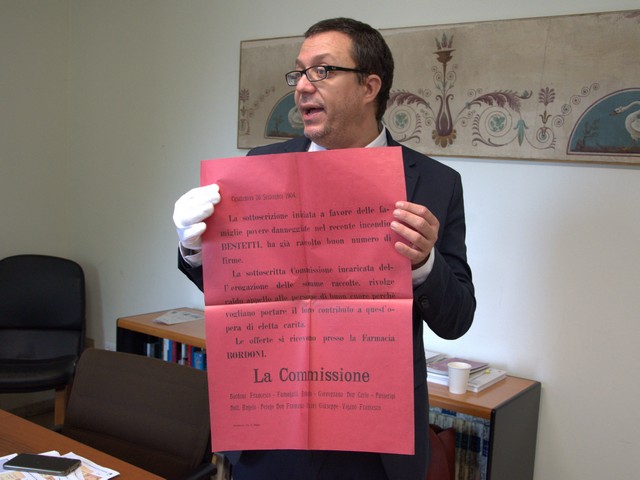 La sottoscrizione iniziata a favore delle fa-
miglie povere danneggiate nel recente incendio
RESTETTI, ha già raccolto buon numero di
firme.
La sottoscritta Commissione incaricata del-
l'erogazione delle somme raccolte, rivolge
caldo appello alle persone di buon cuore perchè
vogliano portare il loro contributo a quest'o-
pera di eletta carità.
Le offerte si ricevono presso la Farmacia
BORDONI.
La Commissione